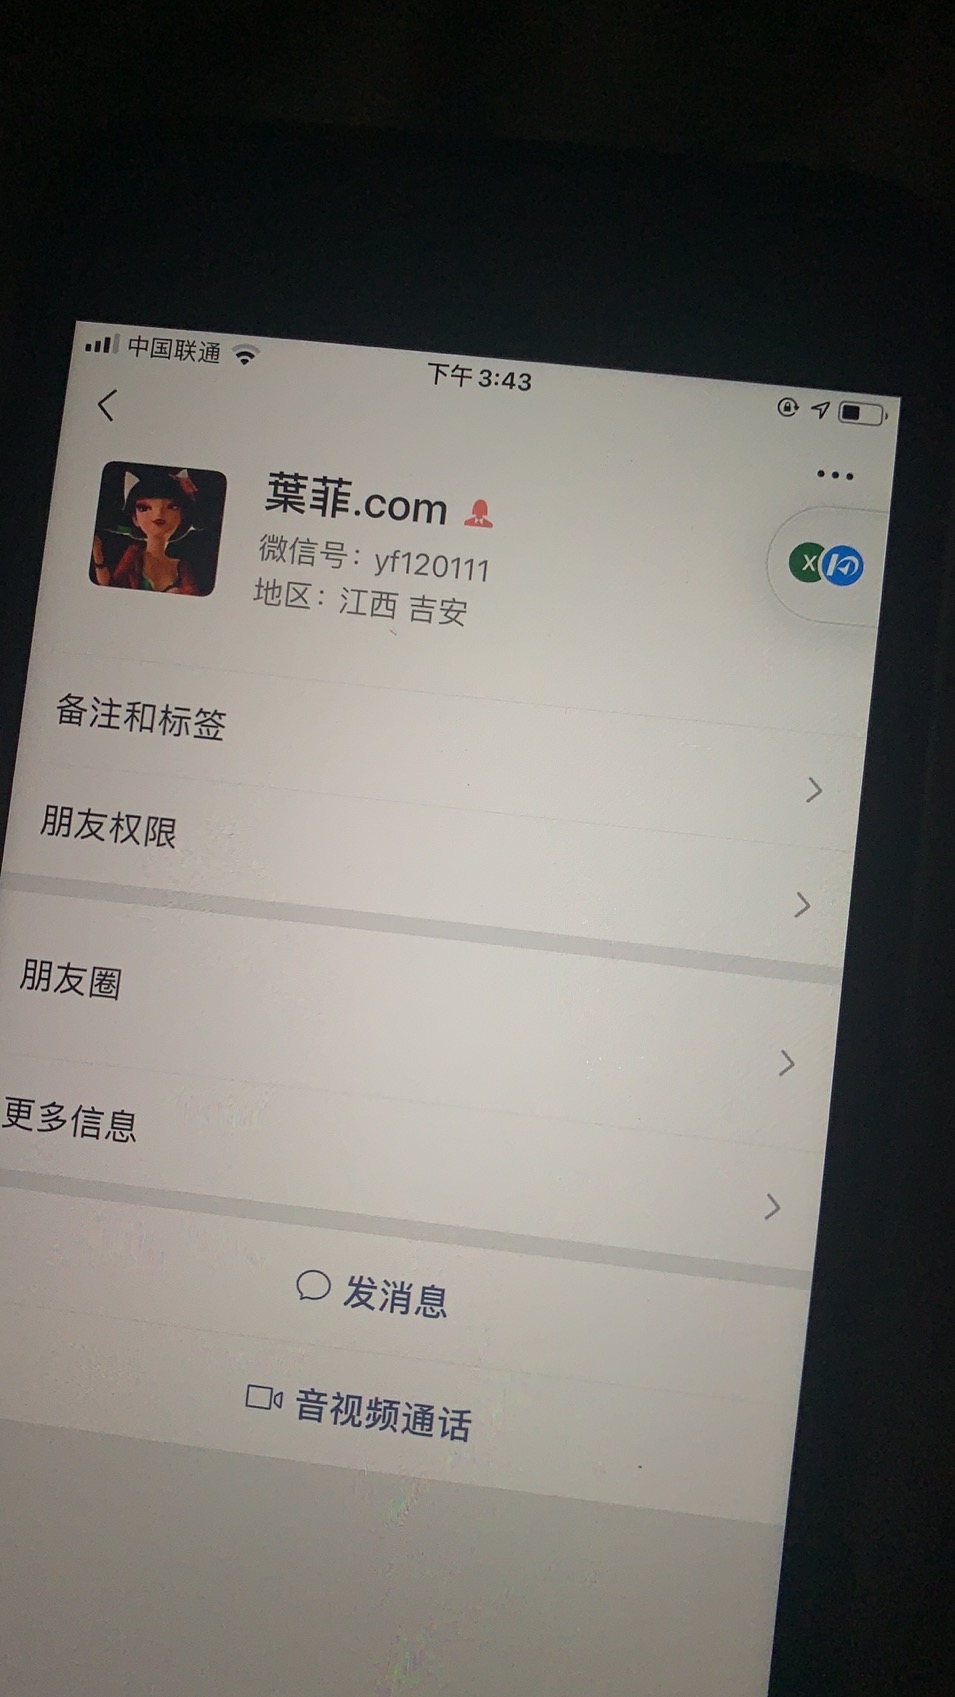 中国联通
下午3:43
葉菲.com
微信号：yf120111
地区：江西 吉安
X
备注和标签
朋友权限
朋友圈
更多信息
发消息
音视频通话